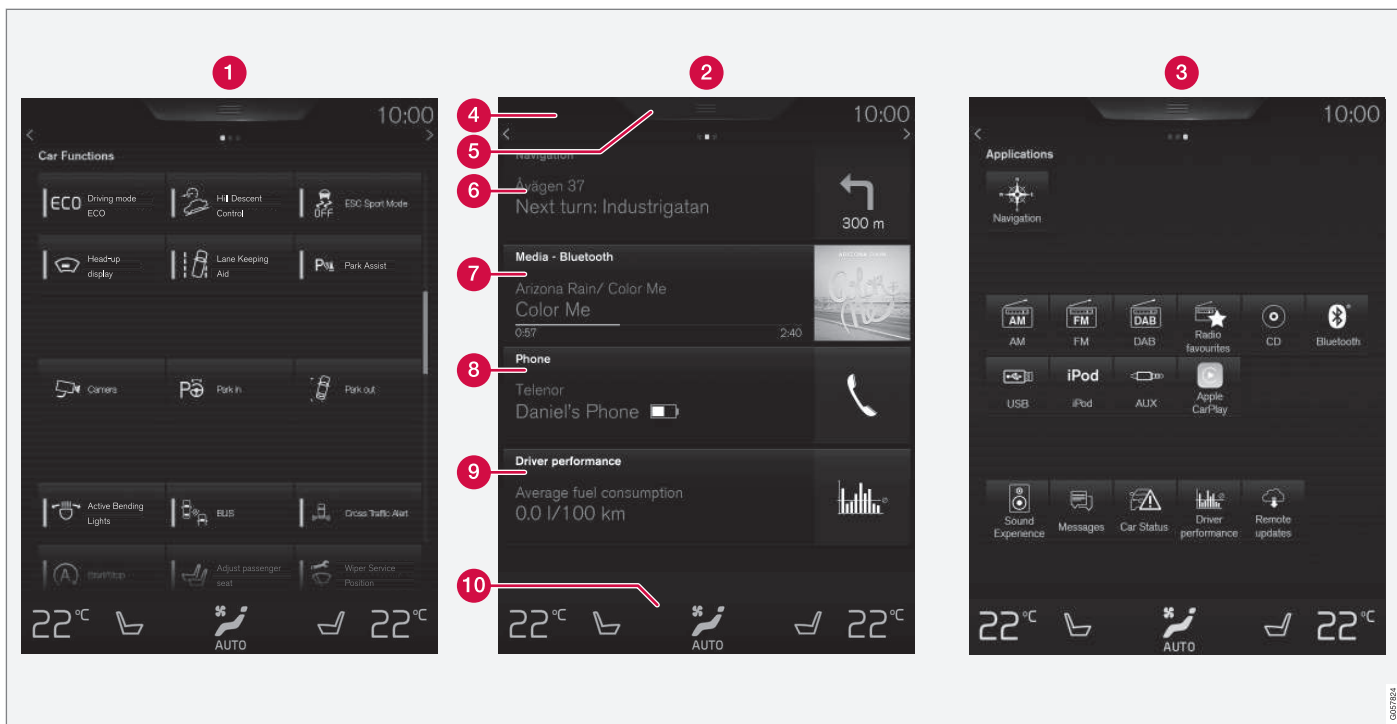 1
2
3
10:00
Car Functions
ECO Driving mode ECO
Hill Descent Control
OFF ESC Sport Mode
Head-up display
Lane Keeping Aid
P Park Assist
Camera
P Park in
Park out
Active Bending Lights
BLIS
Cross Traffic Alert
A Start/Stop
Adjust passenger seat
Wiper Service Position
22°C
AUTO
22°C
4
10:00
5
Navigation
6
Åvägen 37
Next turn: Industrigatan
300 m
7
Media - Bluetooth
Arizona Rain/ Color Me
Color Me
0:57
2:40
ARIZONA RAIN
Color Me
8
Phone
Telenor
Daniel's Phone
9
Driver performance
Average fuel consumption
0.0 l/100 km
10
22°C
AUTO
22°C
10:00
Applications
Navigation
AM
AM
FM
FM
DAB
DAB
Radio favourites
CD
Bluetooth
USB
iPod
iPod
AUX
Apple CarPlay
Sound Experience
Messages
Car Status
Driver performance
Remote updates
22°C
AUTO
22°C
G057824